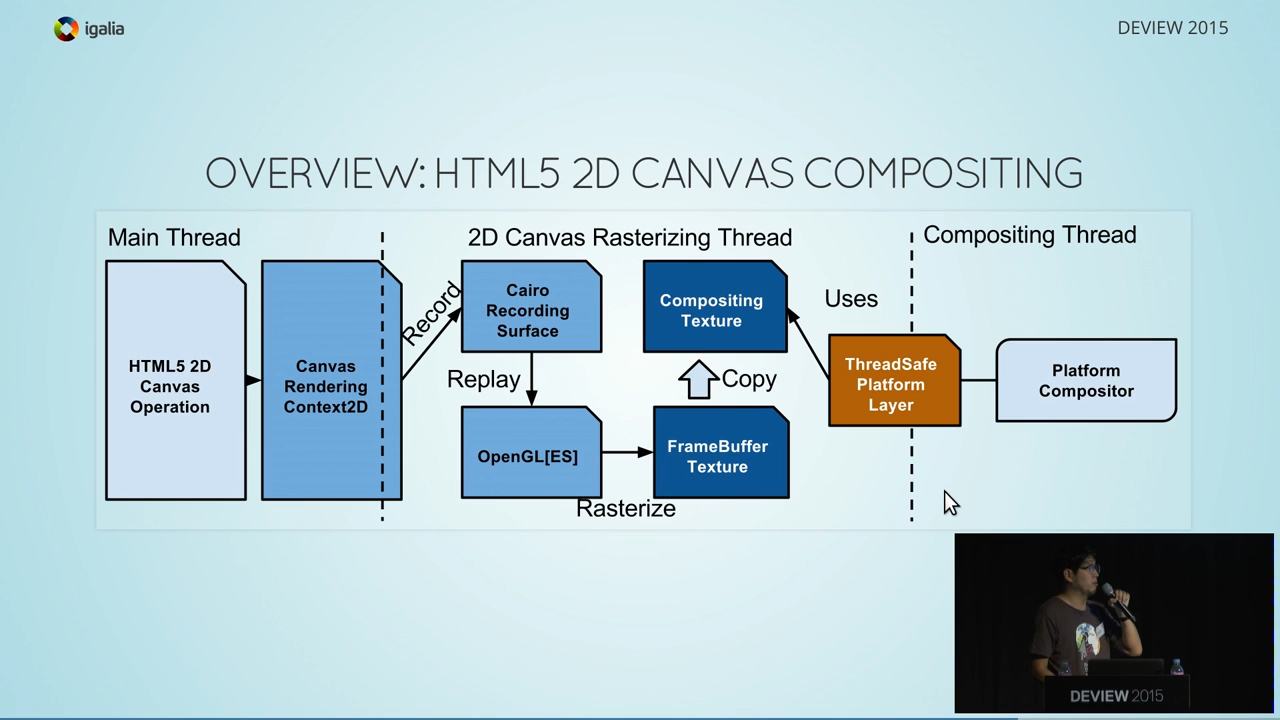 igalia
DEVIEW 2015
OVERVIEW: HTML5 2D CANVAS COMPOSITING
Main Thread
2D Canvas Rasterizing Thread
Compositing Thread
HTML5 2D
Canvas
Operation
Canvas
Rendering
Context2D
Record
Cairo
Recording
Surface
Replay
OpenGL[ES]
Rasterize
FrameBuffer
Texture
Copy
Compositing
Texture
Uses
ThreadSafe
Platform
Layer
Platform
Compositor
DEVIEW 2015